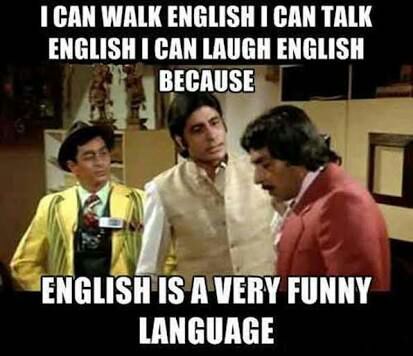 I CAN WALK ENGLISH I CAN TALK
ENGLISH I CAN LAUGH ENGLISH
BECAUSE
ENGLISH IS A VERY FUNNY
LANGUAGE